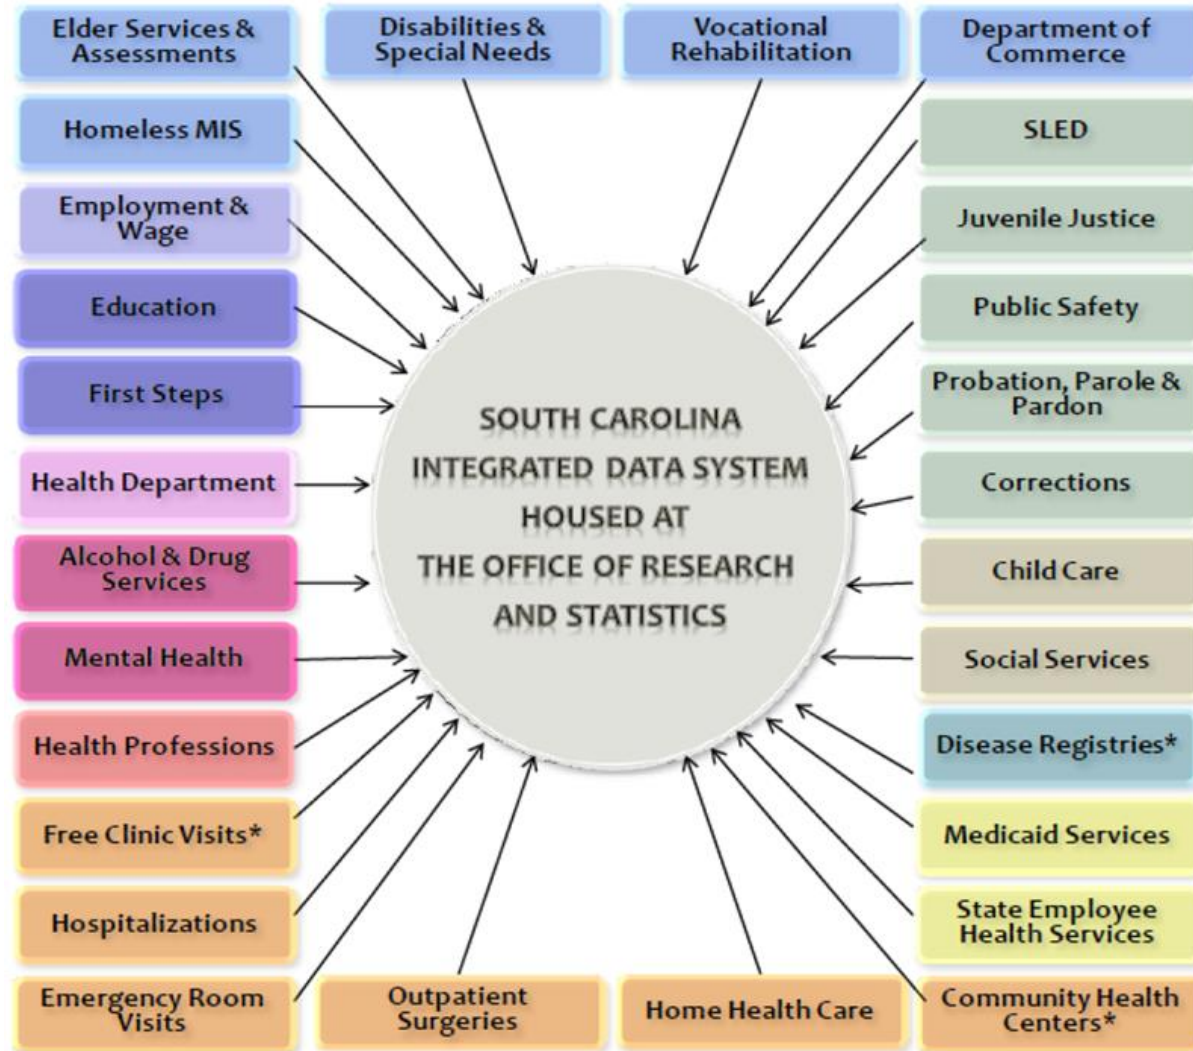 Elder Services &
Assessments
Disabilities &
Special Needs
Vocational
Rehabilitation
Department of
Commerce
Homeless MIS
SLED
Employment &
Wage
Juvenile Justice
Education
Public Safety
First Steps
Probation, Parole &
Pardon
Health Department
Corrections
Alcohol & Drug
Services
Child Care
Mental Health
Social Services
Health Professions
Disease Registries*
Free Clinic Visits*
Medicaid Services
Hospitalizations
State Employee
Health Services
Emergency Room
Visits
Outpatient
Surgeries
Home Health Care
Community Health
Centers*
SOUTH CAROLINA
INTEGRATED DATA SYSTEM
HOUSED AT
THE OFFICE OF RESEARCH
AND STATISTICS